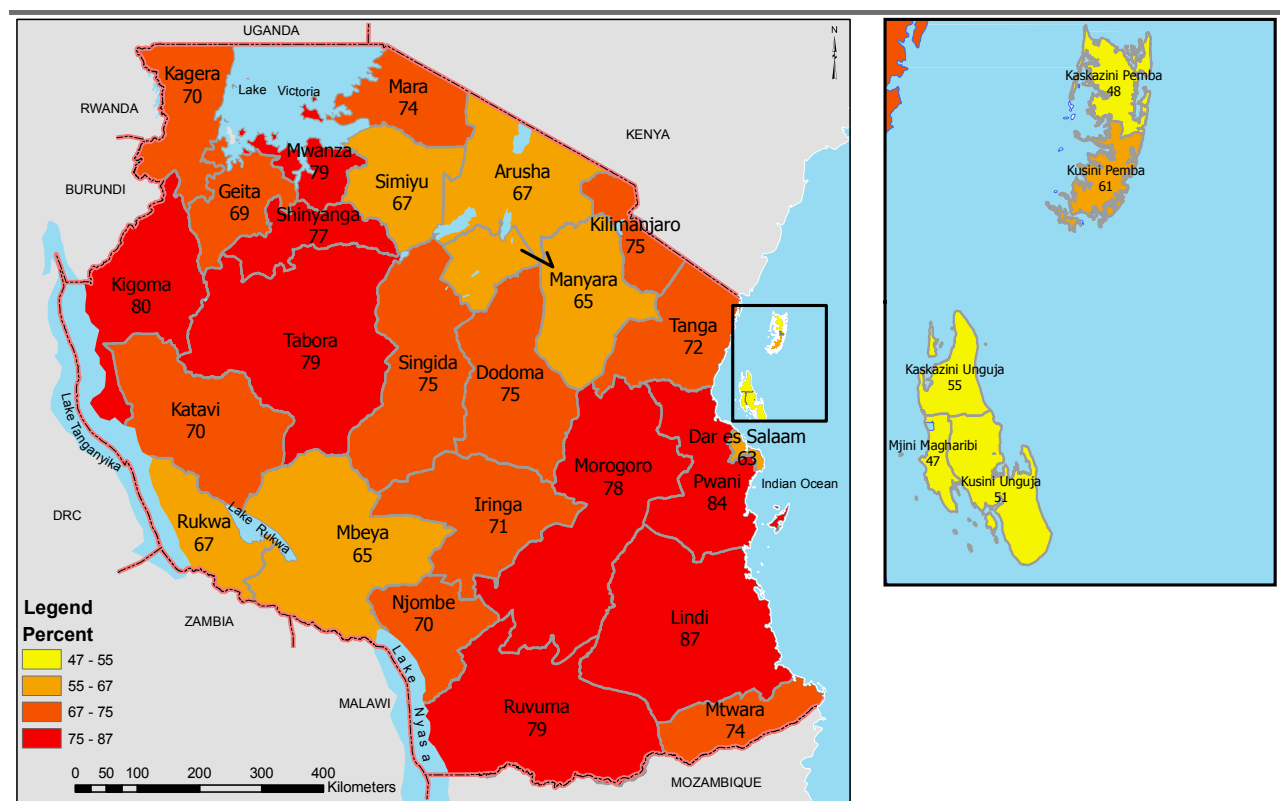 UGANDA
N
Kagera
70
Lake Victoria
Mara
74
RWANDA
KENYA
Mwanza
79
Simiyu
67
Arusha
67
BURUNDI
Geita
69
Shinyanga
77
Kilimanjaro
75
Kigoma
80
Manyara
65
Tabora
79
Singida
75
Dodoma
75
Tanga
72
Katavi
70
Lake Tanganyika
Dar es Salaam
63
Morogoro
78
Pwani
84
Indian Ocean
DRC
Rukwa
67
Lake Rukwa
Mbeya
65
Iringa
71
Njombe
70
Lindi
87
ZAMBIA
Lake Nyasa
MALAWI
Ruvuma
79
Mtwara
74
MOZAMBIQUE
Legend
Percent
47 - 55
55 - 67
67 - 75
75 - 87
0 50 100 200 300 400
Kilometers
Kaskazini Pemba
48
Kusini Pemba
61
Kaskazini Unguja
55
Mjini Magharibi
47
Kusini Unguja
51